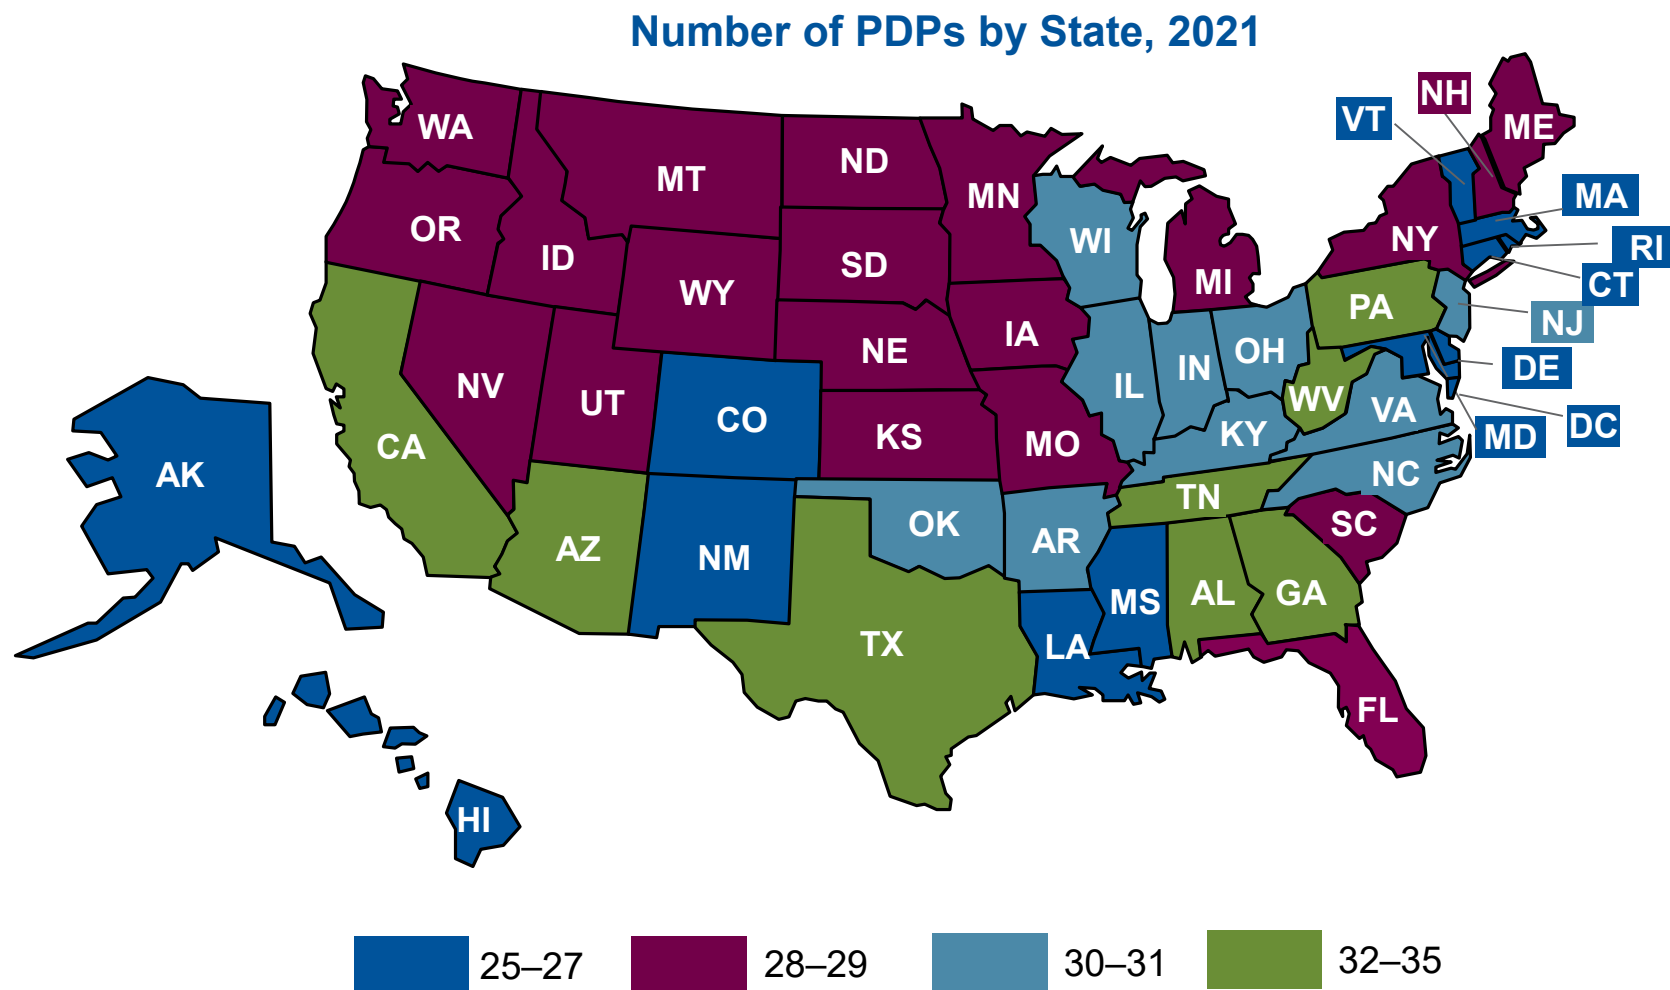 Number of PDPs by State, 2021
NH
VT
WA
ME
ND
MT
MN
MA
OR
NY
WI
RI
ID
SD
MI
CT
WY
PA
NJ
IA
OH
NE
IN
DE
NV
IL
UT
WV
VA
CO
DC
KS
KY
MD
CA
MO
AK
NC
TN
OK
SC
AR
AZ
NM
MS
AL
GA
TX
LA
FL
HI
25–27
28–29
30–31
32–35